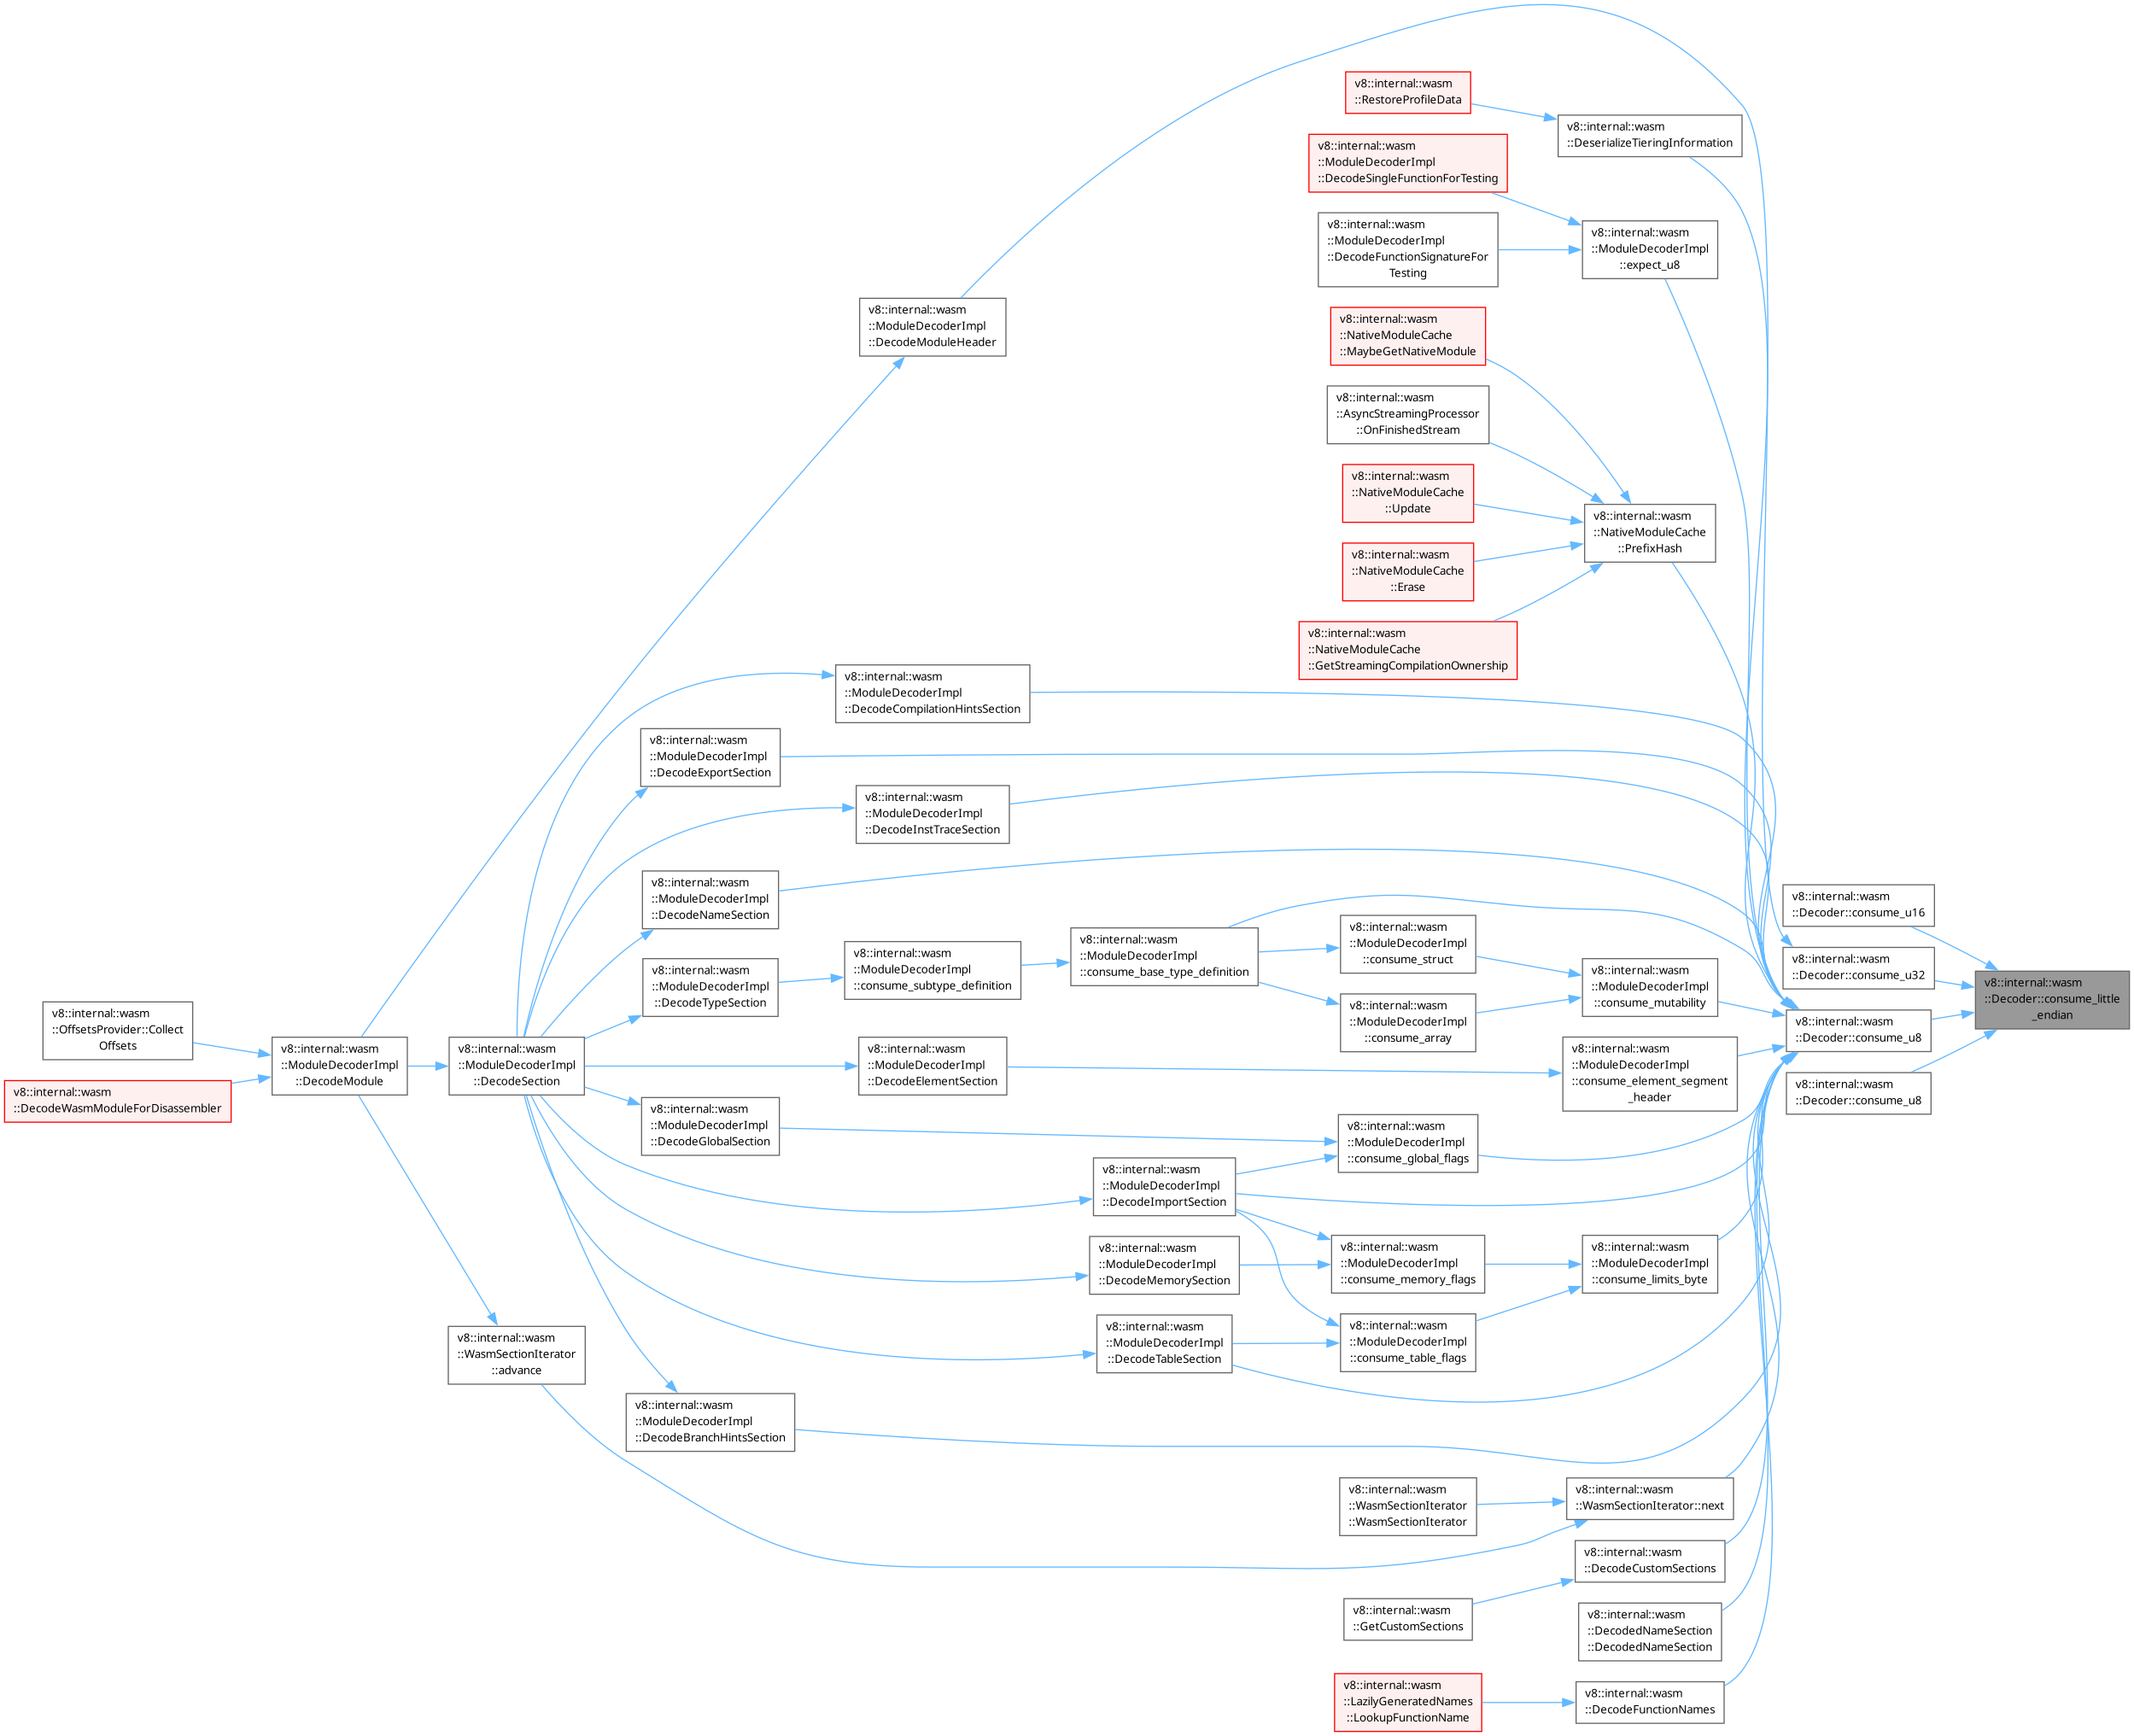 v8::internal::wasm
::RestoreProfileData
v8::internal::wasm
::DeserializeTieringInformation
v8::internal::wasm
::ModuleDecoderImpl
::DecodeSingleFunctionForTesting
v8::internal::wasm
::ModuleDecoderImpl
::DecodeFunctionSignatureFor
Testing
v8::internal::wasm
::ModuleDecoderImpl
::expect_u8
v8::internal::wasm
::ModuleDecoderImpl
::DecodeModuleHeader
v8::internal::wasm
::NativeModuleCache
::MaybeGetNativeModule
v8::internal::wasm
::AsyncStreamingProcessor
::OnFinishedStream
v8::internal::wasm
::NativeModuleCache
::Update
v8::internal::wasm
::NativeModuleCache
::PrefixHash
v8::internal::wasm
::NativeModuleCache
::Erase
v8::internal::wasm
::NativeModuleCache
::GetStreamingCompilationOwnership
v8::internal::wasm
::ModuleDecoderImpl
::DecodeCompilationHintsSection
v8::internal::wasm
::ModuleDecoderImpl
::DecodeExportSection
v8::internal::wasm
::ModuleDecoderImpl
::DecodeInstTraceSection
v8::internal::wasm
::ModuleDecoderImpl
::DecodeNameSection
v8::internal::wasm
::Decoder::consume_u16
v8::internal::wasm
::ModuleDecoderImpl
::DecodeTypeSection
v8::internal::wasm
::ModuleDecoderImpl
::consume_subtype_definition
v8::internal::wasm
::ModuleDecoderImpl
::consume_base_type_definition
v8::internal::wasm
::ModuleDecoderImpl
::consume_struct
v8::internal::wasm
::ModuleDecoderImpl
::consume_array
v8::internal::wasm
::ModuleDecoderImpl
::consume_mutability
v8::internal::wasm
::Decoder::consume_u32
v8::internal::wasm
::Decoder::consume_little
_endian
v8::internal::wasm
::Decoder::consume_u8
v8::internal::wasm
::Decoder::consume_u8
v8::internal::wasm
::OffsetsProvider::Collect
Offsets
v8::internal::wasm
::DecodeWasmModuleForDisassembler
v8::internal::wasm
::ModuleDecoderImpl
::DecodeModule
v8::internal::wasm
::ModuleDecoderImpl
::DecodeSection
v8::internal::wasm
::ModuleDecoderImpl
::DecodeElementSection
v8::internal::wasm
::ModuleDecoderImpl
::consume_element_segment
_header
v8::internal::wasm
::ModuleDecoderImpl
::DecodeGlobalSection
v8::internal::wasm
::ModuleDecoderImpl
::consume_global_flags
v8::internal::wasm
::ModuleDecoderImpl
::DecodeImportSection
v8::internal::wasm
::ModuleDecoderImpl
::DecodeMemorySection
v8::internal::wasm
::ModuleDecoderImpl
::consume_memory_flags
v8::internal::wasm
::ModuleDecoderImpl
::consume_limits_byte
v8::internal::wasm
::ModuleDecoderImpl
::DecodeTableSection
v8::internal::wasm
::ModuleDecoderImpl
::consume_table_flags
v8::internal::wasm
::WasmSectionIterator
::advance
v8::internal::wasm
::ModuleDecoderImpl
::DecodeBranchHintsSection
v8::internal::wasm
::WasmSectionIterator
::WasmSectionIterator
v8::internal::wasm
::WasmSectionIterator::next
v8::internal::wasm
::DecodeCustomSections
v8::internal::wasm
::GetCustomSections
v8::internal::wasm
::DecodedNameSection
::DecodedNameSection
v8::internal::wasm
::LazilyGeneratedNames
::LookupFunctionName
v8::internal::wasm
::DecodeFunctionNames